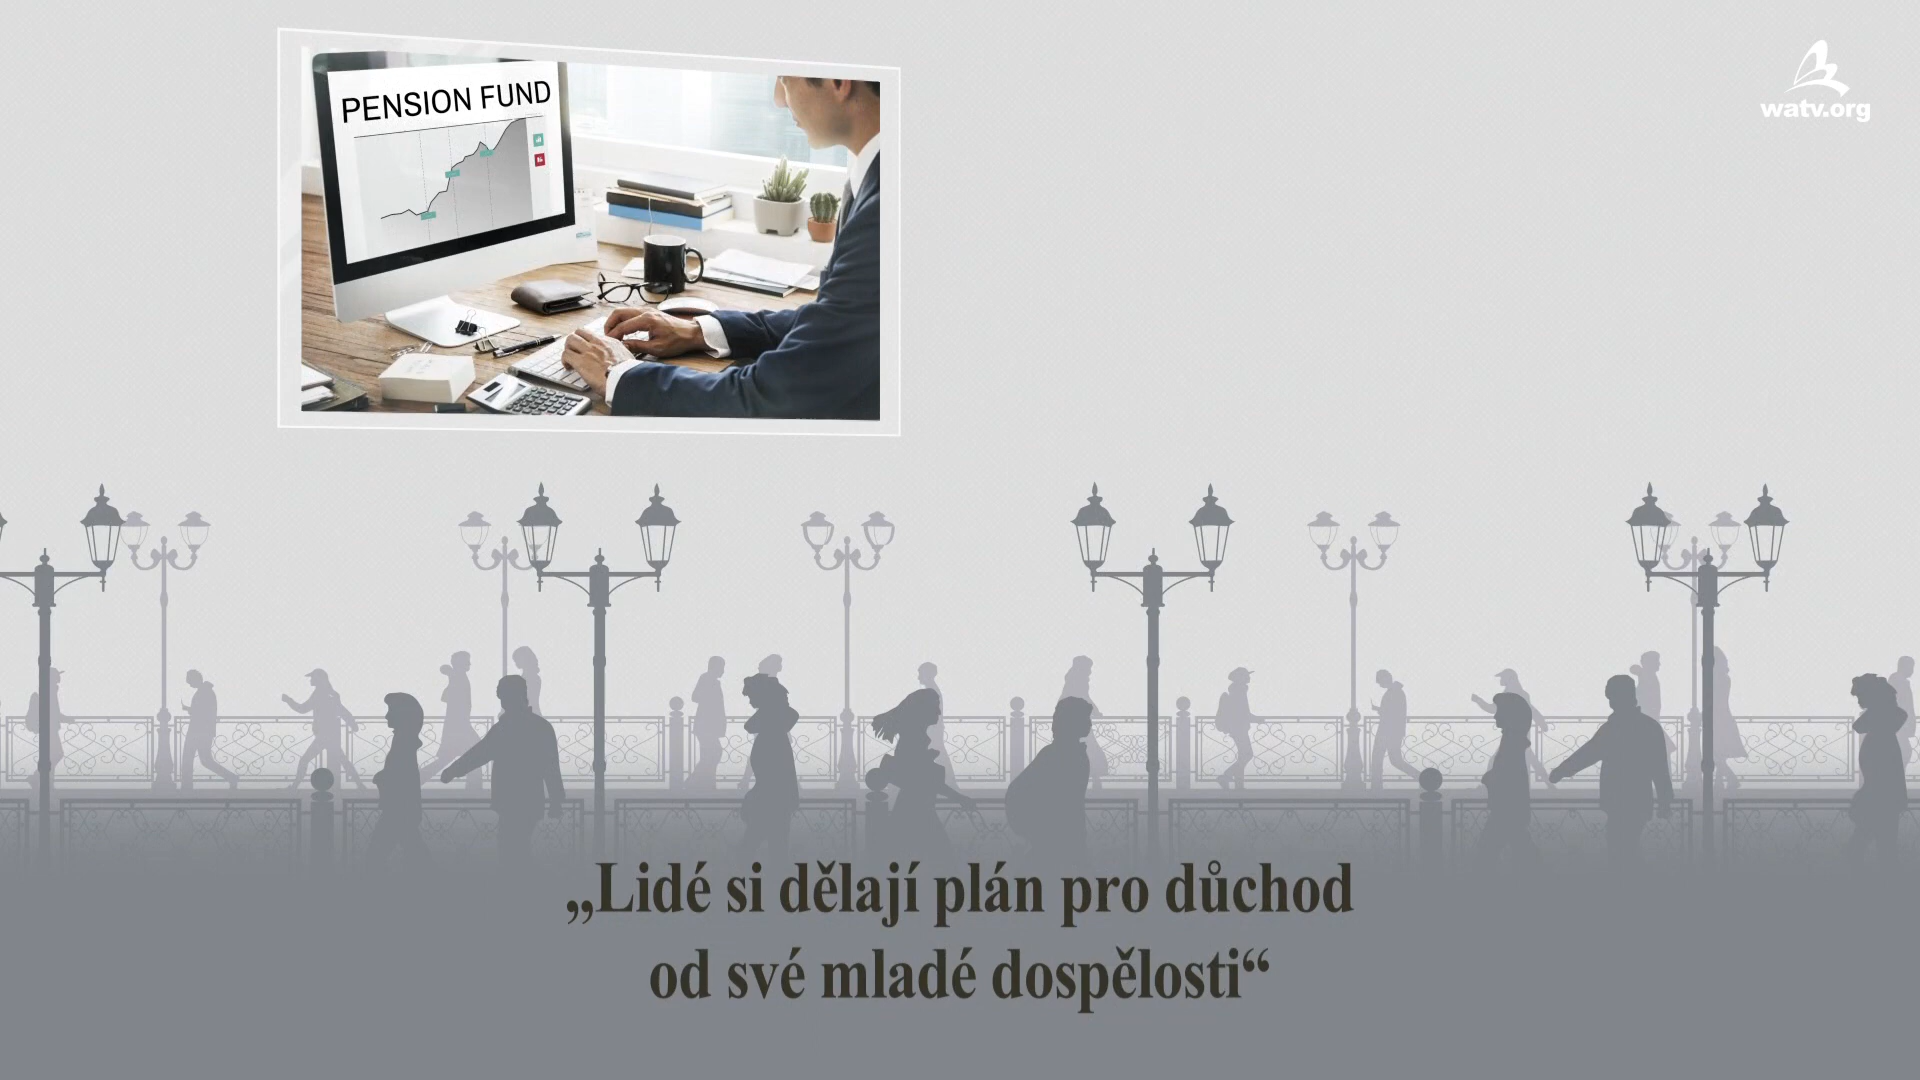 PENSION FUND
watv.org
„Lidé si dělají plán pro důchod
od své mladé dospělosti“